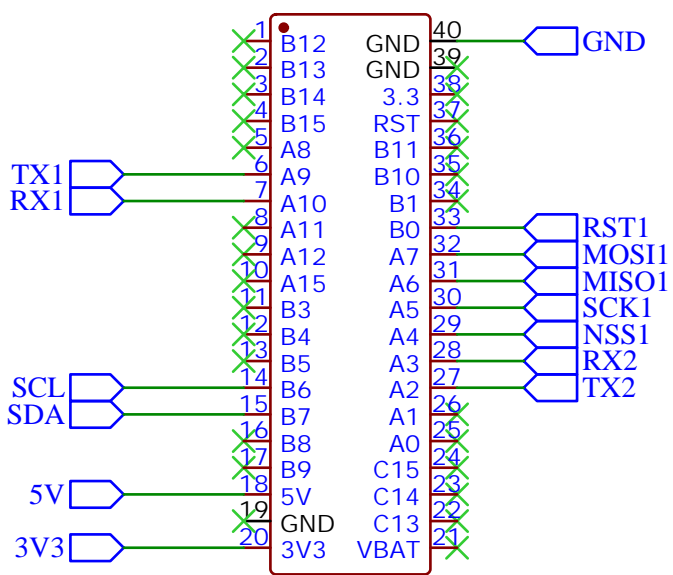 1 B12 GND 40 GND
2 B13 GND 39
3 B14 3.3 38
4 B15 RST 37
5 A8 B11 36
TX1 6 A9 B10 35
RX1 7 A10 B1 34
8 A11 B0 33 RST1
9 A12 A7 32 MOSI1
10 A15 A6 31 MISO1
11 B3 A5 30 SCK1
12 B4 A4 29 NSS1
13 B5 A3 28 RX2
SCL 14 B6 A2 27 TX2
SDA 15 B7 A1 26
16 B8 A0 25
17 B9 C15 24
5V 18 5V C14 23
19 GND C13 22
3V3 20 3V3 VBAT 21